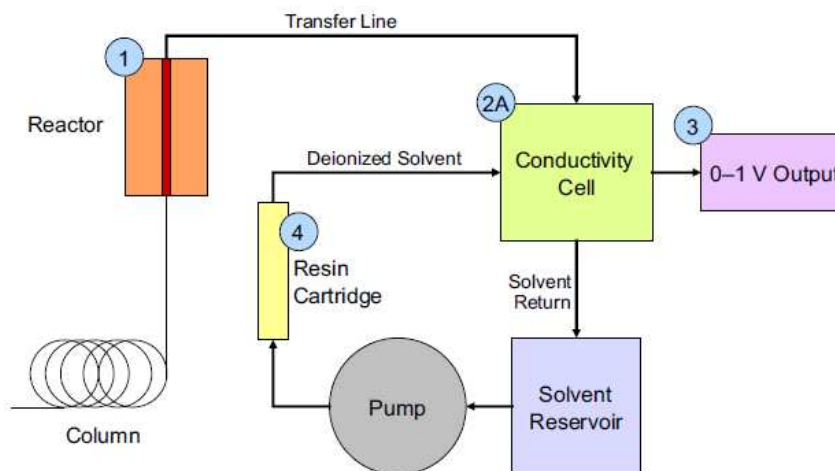 Transfer Line
1
Reactor
2A
3
Deionized Solvent
Conductivity
Cell
0–1 V Output
4
Resin
Cartridge
Solvent
Return
Pump
Solvent
Reservoir
Column